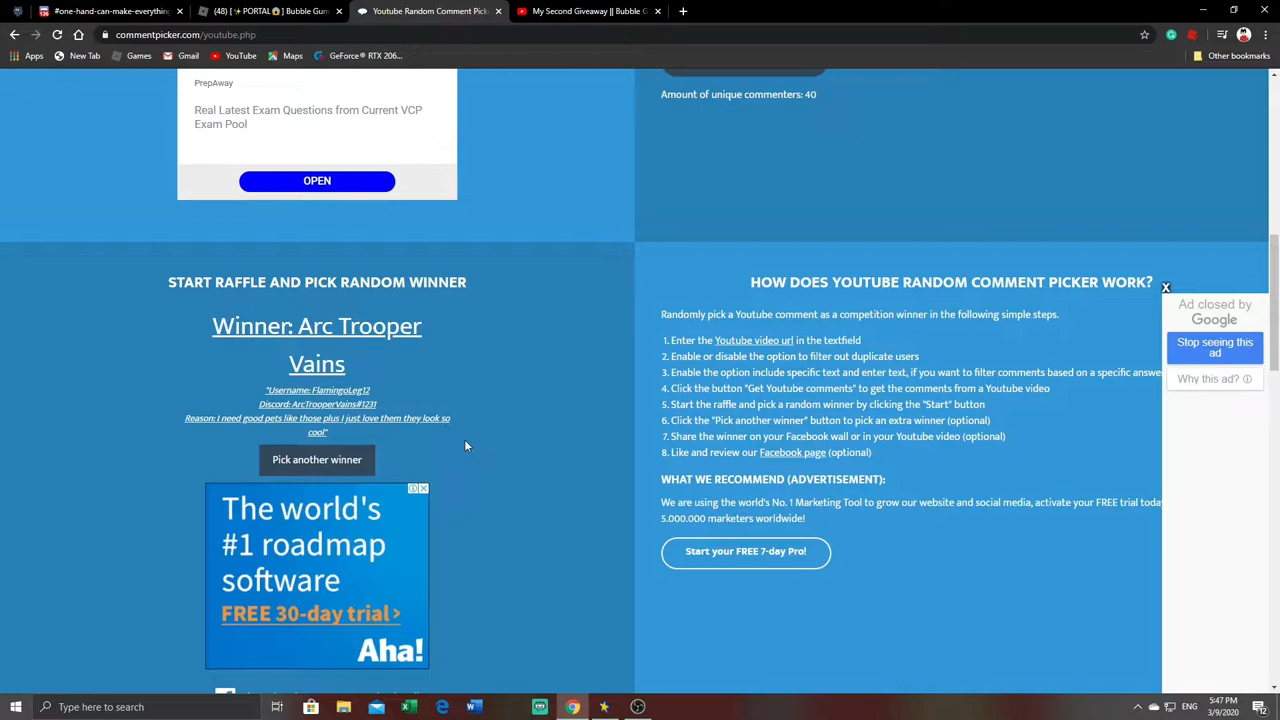 #one-hand-can-make-everything
(48) [✨ PORTAL🎁] Bubble Gum
Youtube Random Comment Picker
My Second Giveaway || Bubble G
commentpicker.com/youtube.php
Apps
New Tab
Games
Gmail
YouTube
Maps
GeForce® RTX 206...
Other bookmarks
PrepAway
Real Latest Exam Questions from Current VCP
Exam Pool
OPEN
Amount of unique commenters: 40
START RAFFLE AND PICK RANDOM WINNER
Winner: Arc Trooper
Vains
"Username: FlamingoLeg12
Discord: ArcTrooperVains#1231
Reason: I need good pets like those plus I just love them they look so
cool"
Pick another winner
The world's
#1 roadmap
software
FREE 30-day trial>
Aha!
HOW DOES YOUTUBE RANDOM COMMENT PICKER WORK?
Randomly pick a Youtube comment as a competition winner in the following simple steps.
1. Enter the Youtube video url in the textfield
2. Enable or disable the option to filter out duplicate users
3. Enable the option include specific text and enter text, if you want to filter comments based on a specific answe
4. Click the button "Get Youtube comments" to get the comments from a Youtube video
5. Start the raffle and pick a random winner by clicking the "Start" button
6. Click the "Pick another winner" button to pick an extra winner (optional)
7. Share the winner on your Facebook wall or in your Youtube video (optional)
8. Like and review our Facebook page (optional)
WHAT WE RECOMMEND (ADVERTISEMENT):
We are using the world's No. 1 Marketing Tool to grow our website and social media, activate your FREE trial toda
5.000.000 marketers worldwide!
Start your FREE 7-day Pro!
X
Ad closed by
Google
Stop seeing this
ad
Why this ad?
Type here to search
ENG
5:47 PM
3/9/2020